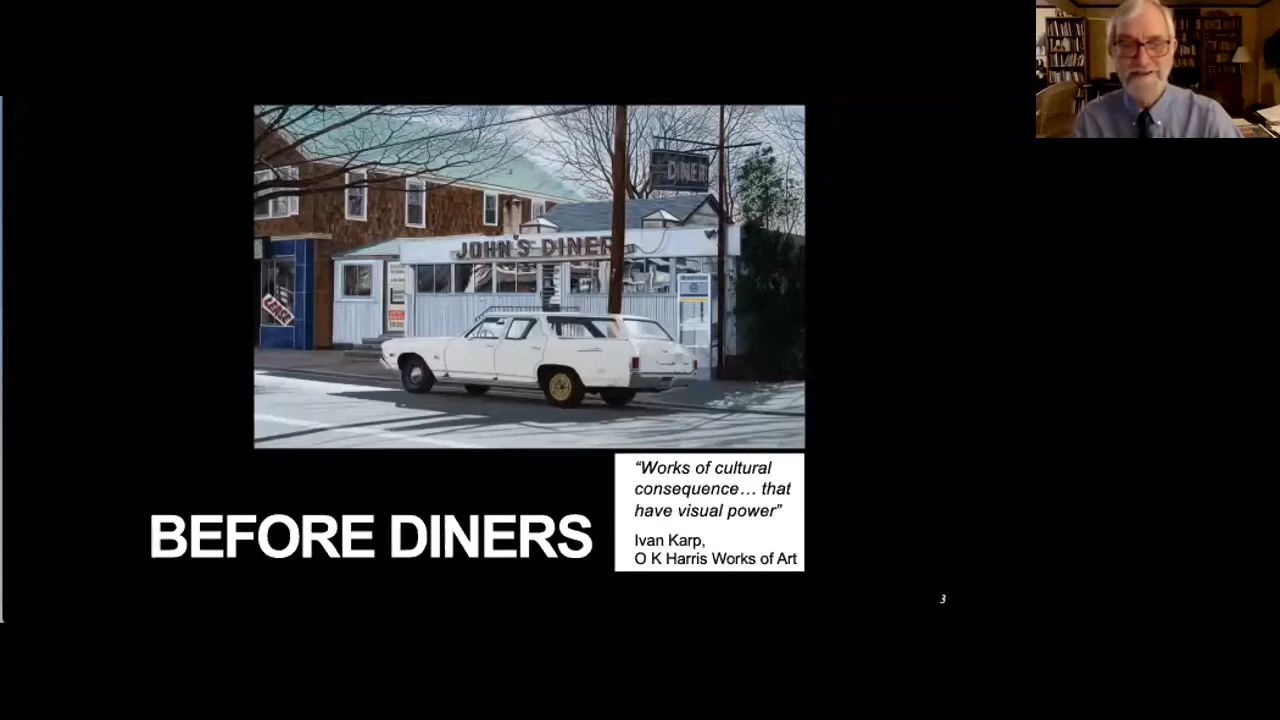 DINER
JOHN'S DINER
LEASE
"Works of cultural
consequence… that
have visual power"
Ivan Karp,
O K Harris Works of Art
BEFORE DINERS
3